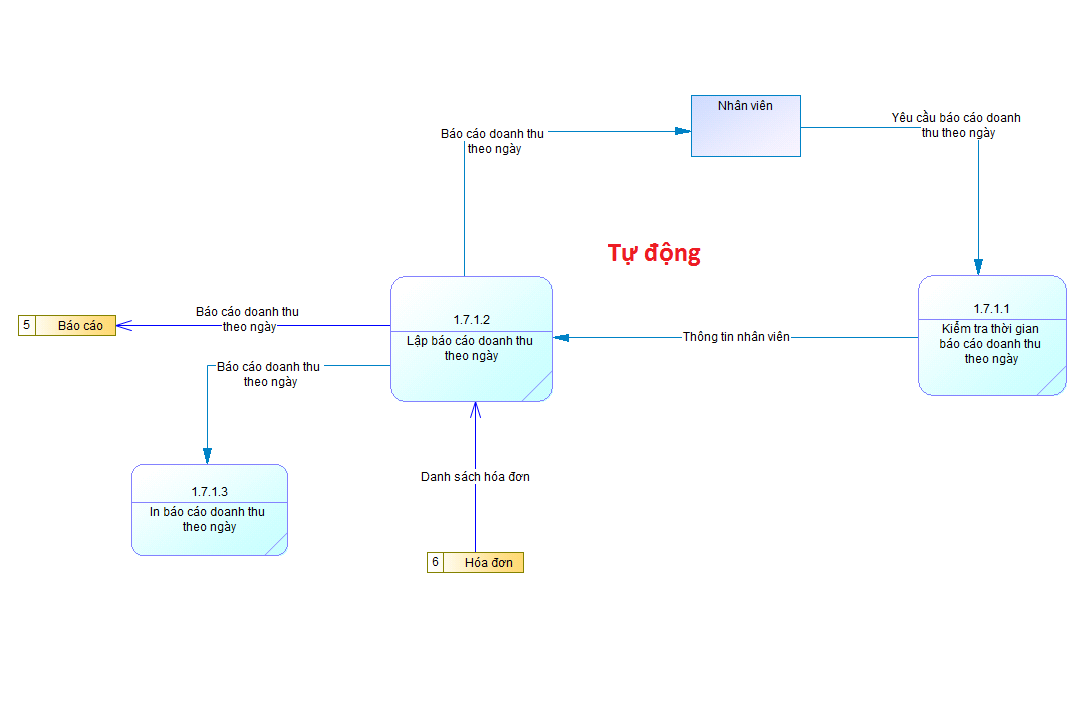 Nhân viên
Yêu cầu báo cáo doanh
thu theo ngày
Báo cáo doanh thu
theo ngày
Tự động
1.7.1.1
Kiểm tra thời gian
báo cáo doanh thu
theo ngày
Thông tin nhân viên
1.7.1.2
Lập báo cáo doanh thu
theo ngày
Báo cáo doanh thu
theo ngày
5 Báo cáo
Báo cáo doanh thu
theo ngày
1.7.1.3
In báo cáo doanh thu
theo ngày
Danh sách hóa đơn
6 Hóa đơn